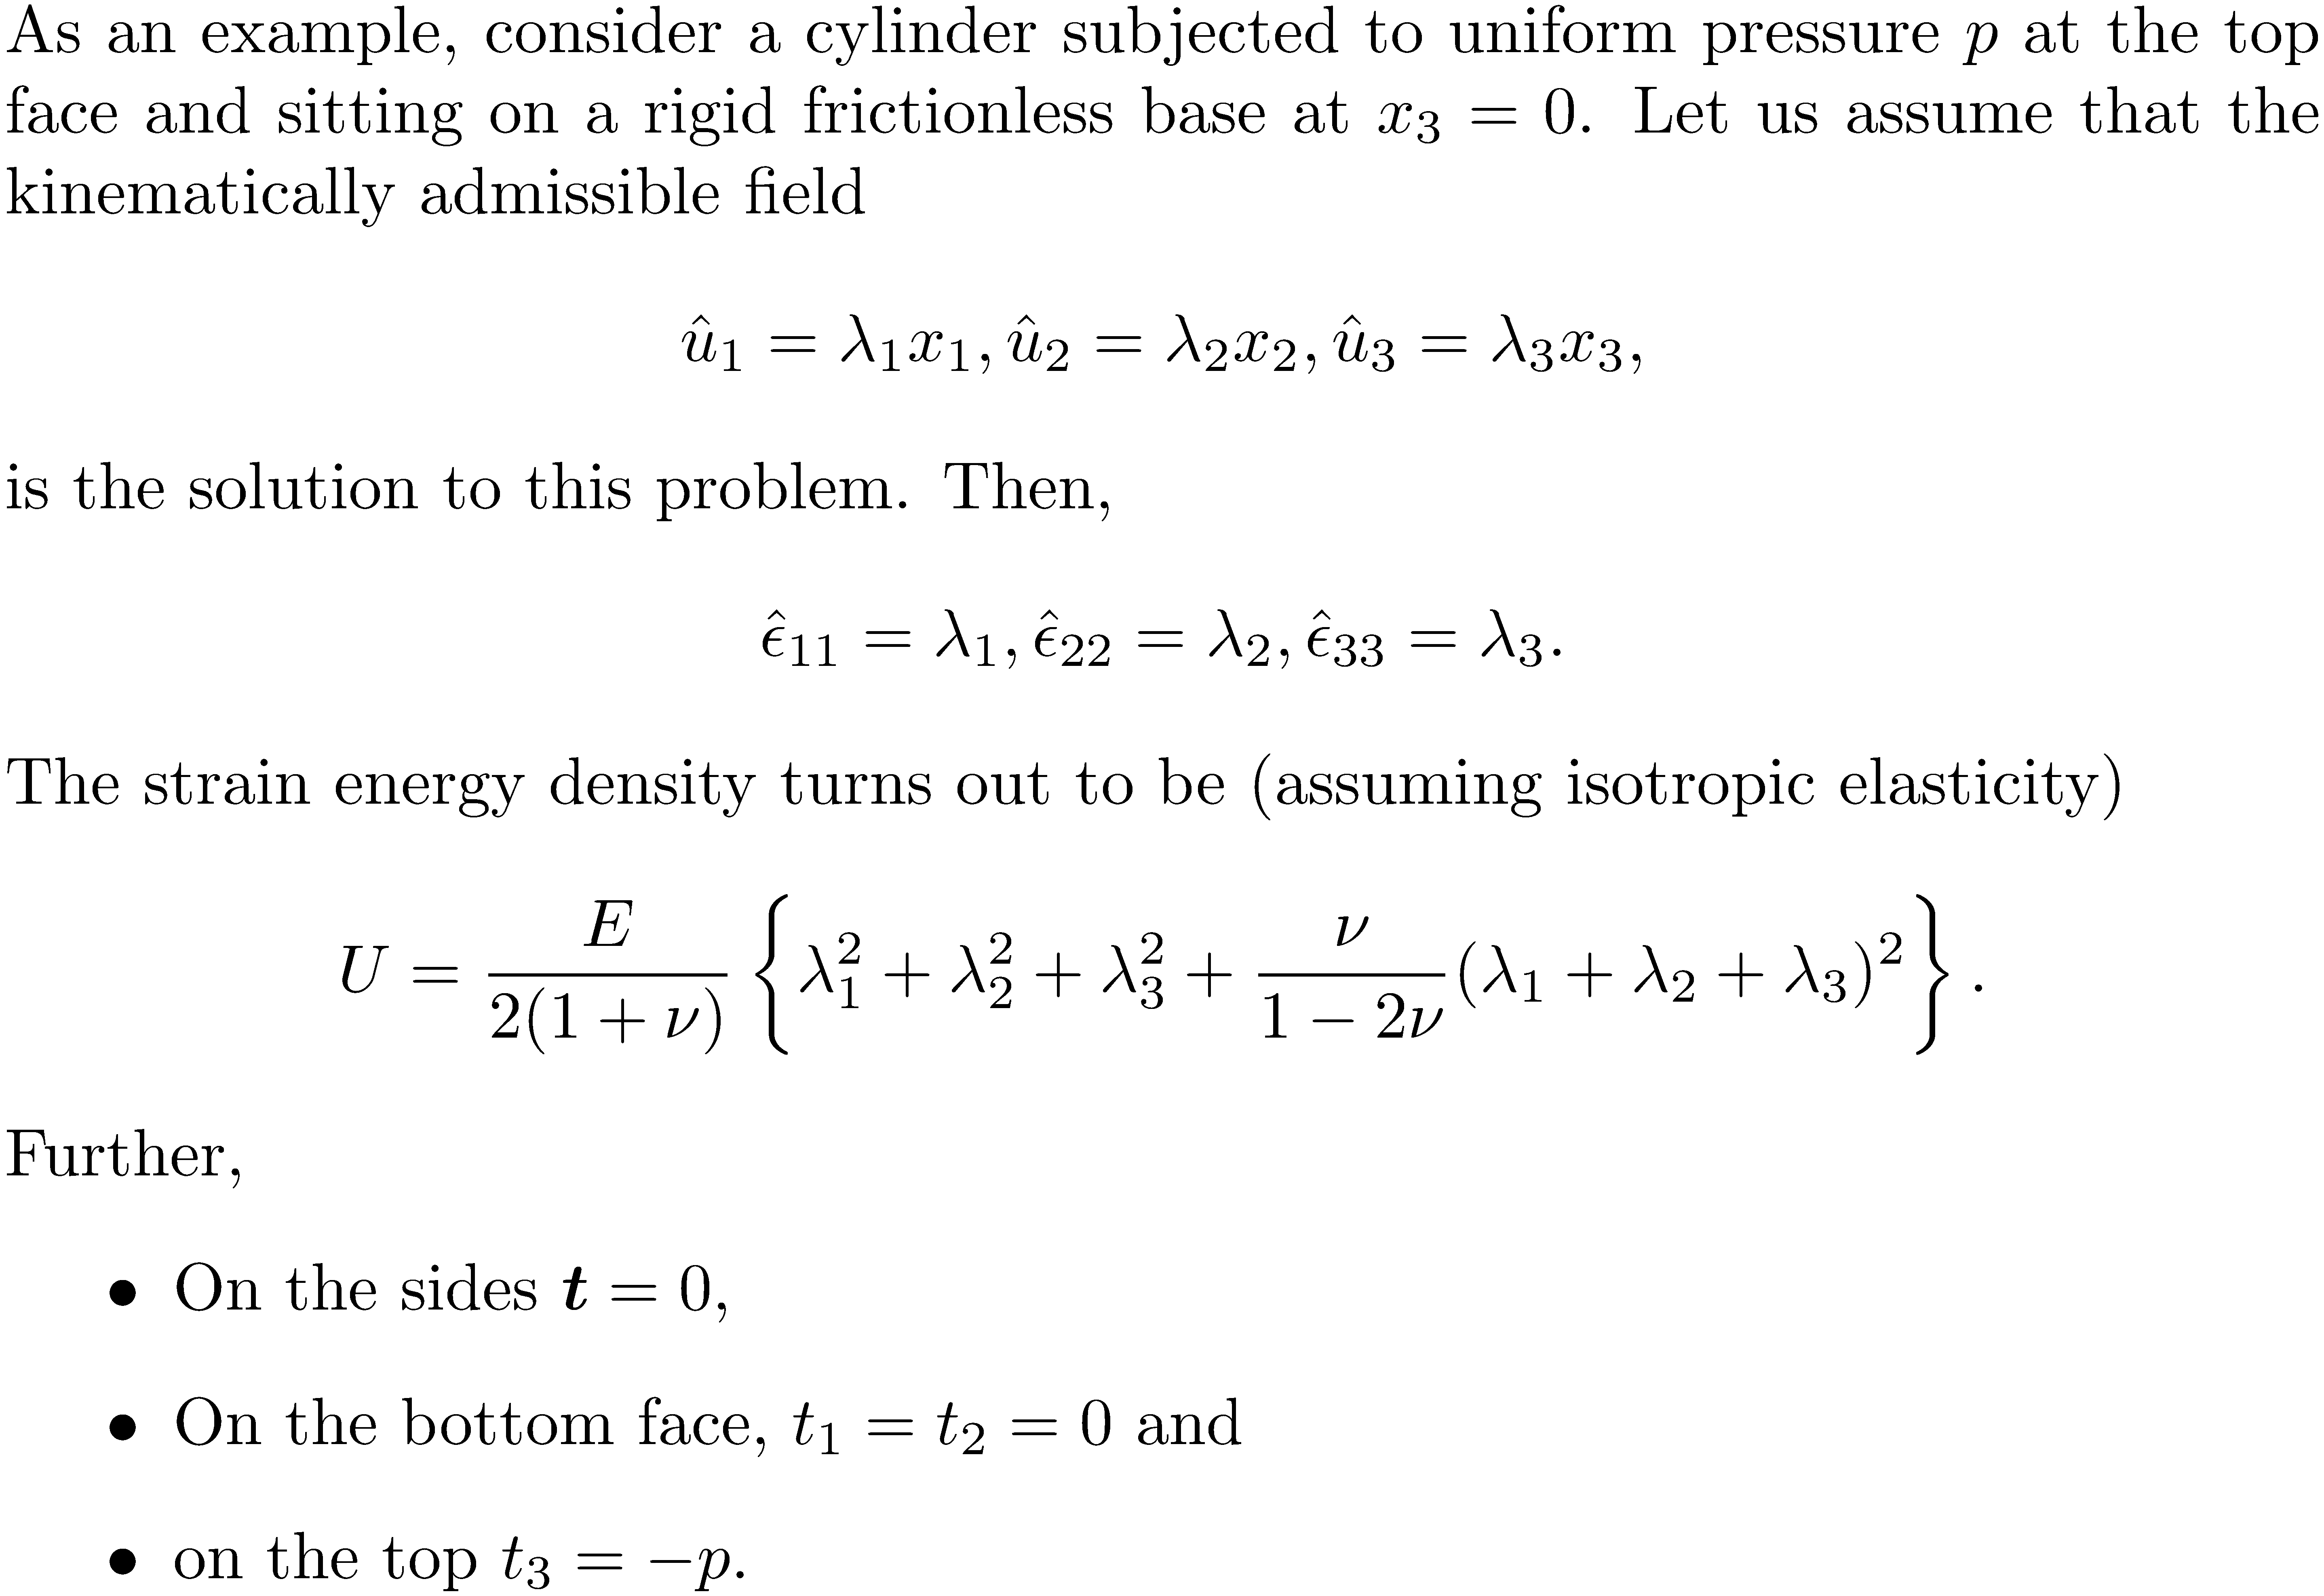 As an example, consider a cylinder subjected to uniform pressure p at the top
face and sitting on a rigid frictionless base at x₃ = 0. Let us assume that the
kinematically admissible field
û₁ = λ₁x₁, û₂ = λ₂x₂, û₃ = λ₃x₃,
is the solution to this problem. Then,
ϵ̂₁₁ = λ₁, ϵ̂₂₂ = λ₂, ϵ̂₃₃ = λ₃.
The strain energy density turns out to be (assuming isotropic elasticity)
U = \frac{E}{2(1 + ν)} { λ₁² + λ₂² + λ₃² + \frac{ν}{1 − 2ν} (λ₁ + λ₂ + λ₃)² } .
Further,
• On the sides t = 0,
• On the bottom face, t₁ = t₂ = 0 and
• on the top t₃ = −p.